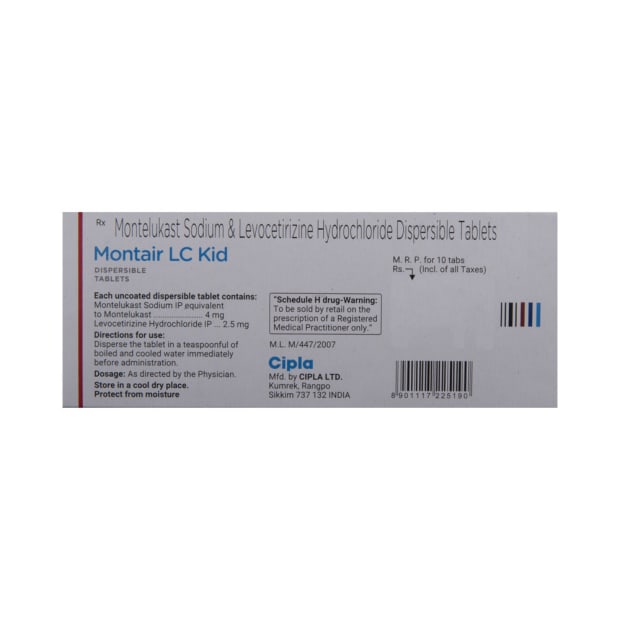 Rx Montelukast Sodium & Levocetirizine Hydrochloride Dispersible Tablets
Montair LC Kid
DISPERSIBLE
TABLETS
Each uncoated dispersible tablet contains:
Montelukast Sodium IP equivalent
to Montelukast ..................... 4 mg
Levocetirizine Hydrochloride IP ... 2.5 mg
Directions for use:
Disperse the tablet in a teaspoonful of
boiled and cooled water immediately
before administration.
Dosage: As directed by the Physician.
Store in a cool dry place.
Protect from moisture
"Schedule H drug-Warning:
To be sold by retail on the
prescription of a Registered
Medical Practitioner only."
M.L. M/447/2007
Cipla
Mfd. by CIPLA LTD.
Kumrek, Rangpo
Sikkim 737 132 INDIA
M. R. P. for 10 tabs
Rs. (Incl. of all Taxes)
8 901117 225190